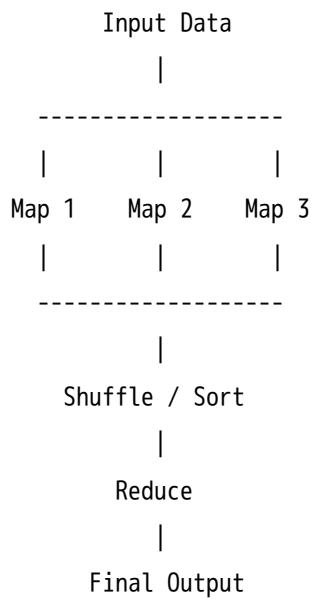 Input Data
|
-------------------
| | |
Map 1 Map 2 Map 3
| | |
-------------------
|
Shuffle / Sort
|
Reduce
|
Final Output